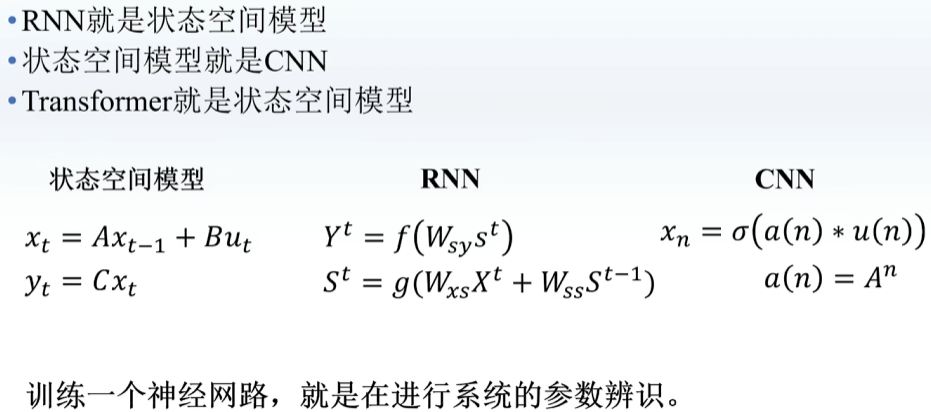 •RNN就是状态空间模型
•状态空间模型就是CNN
•Transformer就是状态空间模型
状态空间模型 RNN CNN
x_t = Ax_{t−1} + Bu_t Y^t = f(W_{sy}s^t) x_n = σ(a(n) ∗ u(n))
y_t = Cx_t S^t = g(W_{xs}X^t + W_{ss}S^{t−1}) a(n) = A^n
训练一个神经网路，就是在进行系统的参数辨识。